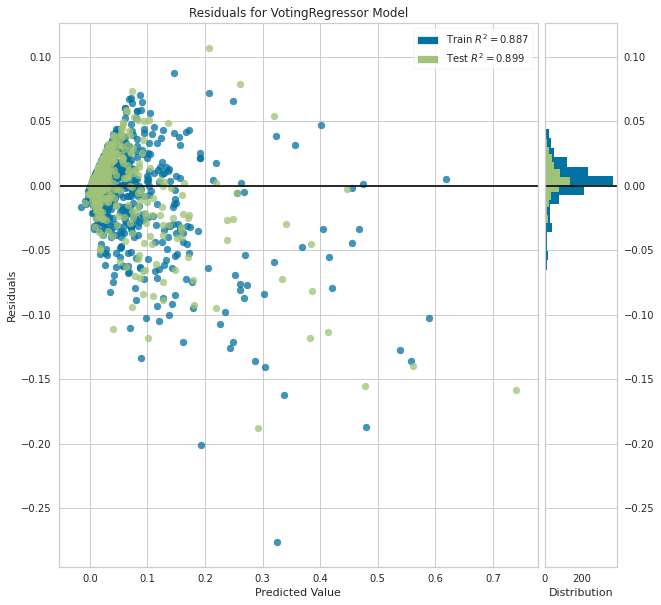 Residuals for VotingRegressor Model
Train R² = 0.887
Test R² = 0.899
Residuals
0.10
0.05
0.00
−0.05
−0.10
−0.15
−0.20
−0.25
0.0 0.1 0.2 0.3 0.4 0.5 0.6 0.7
Predicted Value
0.10
0.05
0.00
−0.05
−0.10
−0.15
−0.20
−0.25
0 200
Distribution